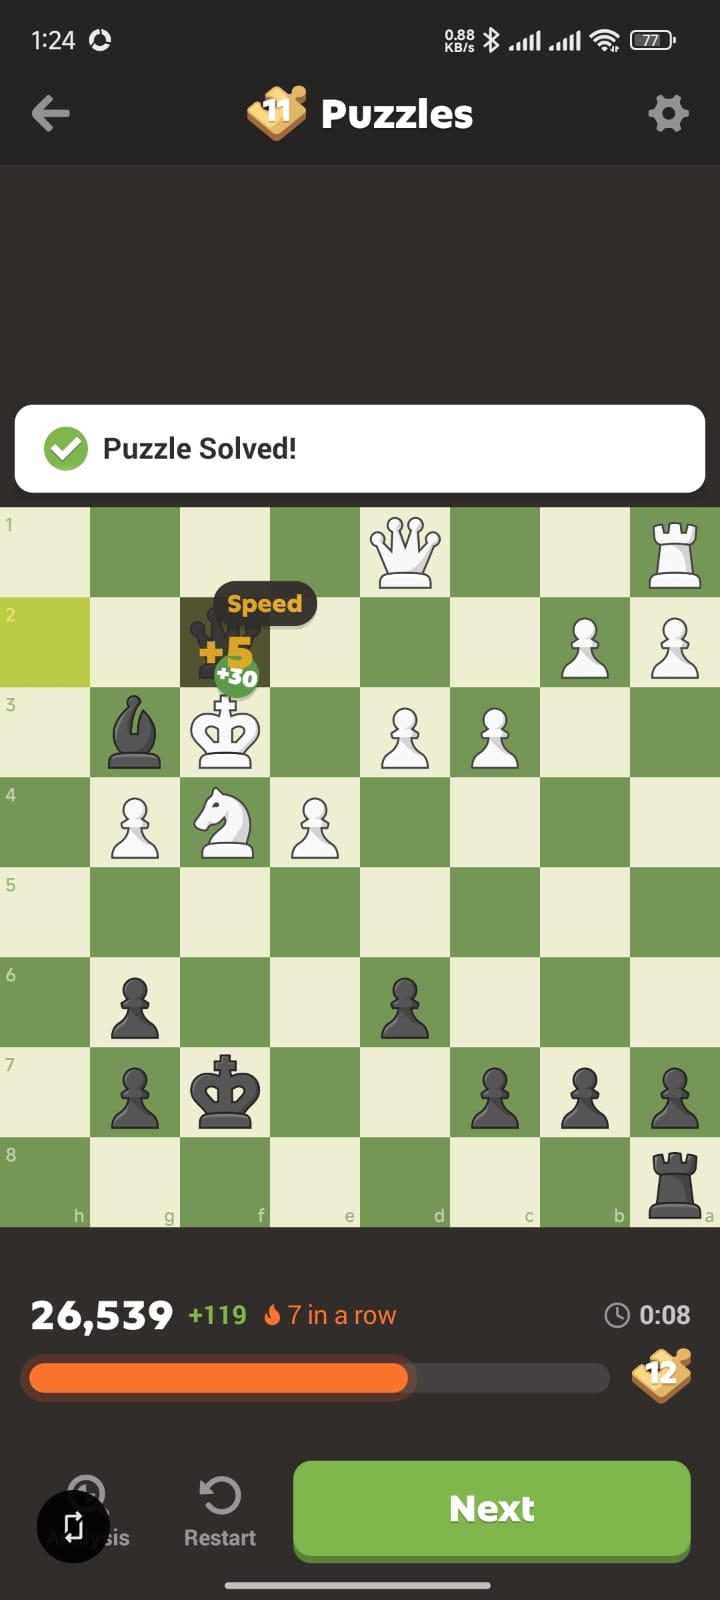 1:24
0.88
KB/s
77
11 Puzzles
Puzzle Solved!
1
2
Speed
+5
+30
3
4
5
6
7
8
h g f e d c b a
26,539 +119 7 in a row 0:08
12
Restart
Next